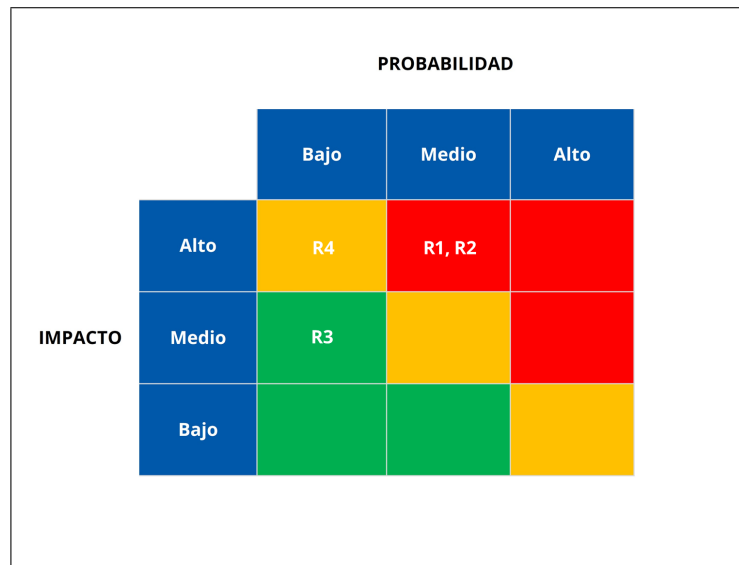 PROBABILIDAD
Bajo Medio Alto
Alto R4 R1, R2
IMPACTO Medio R3
Bajo